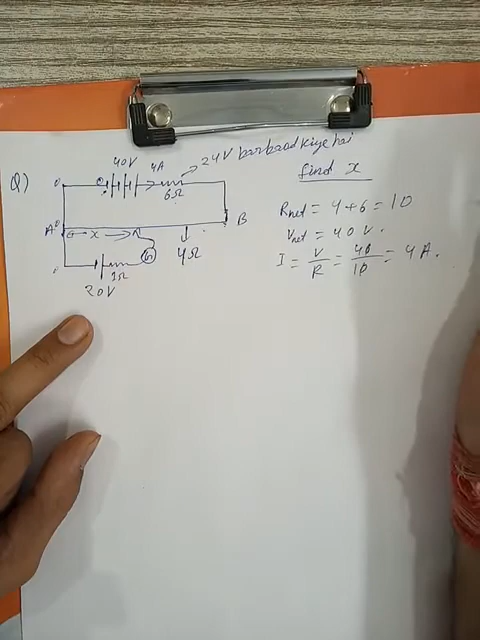 Q)
40V 4A 24V barbaad kiye hai
6Ω
find x
Rnet = 4+6 = 10
Vnet = 40V.
I = V/R = 40/10 = 4A.
A x B
G 4Ω
1Ω
20V